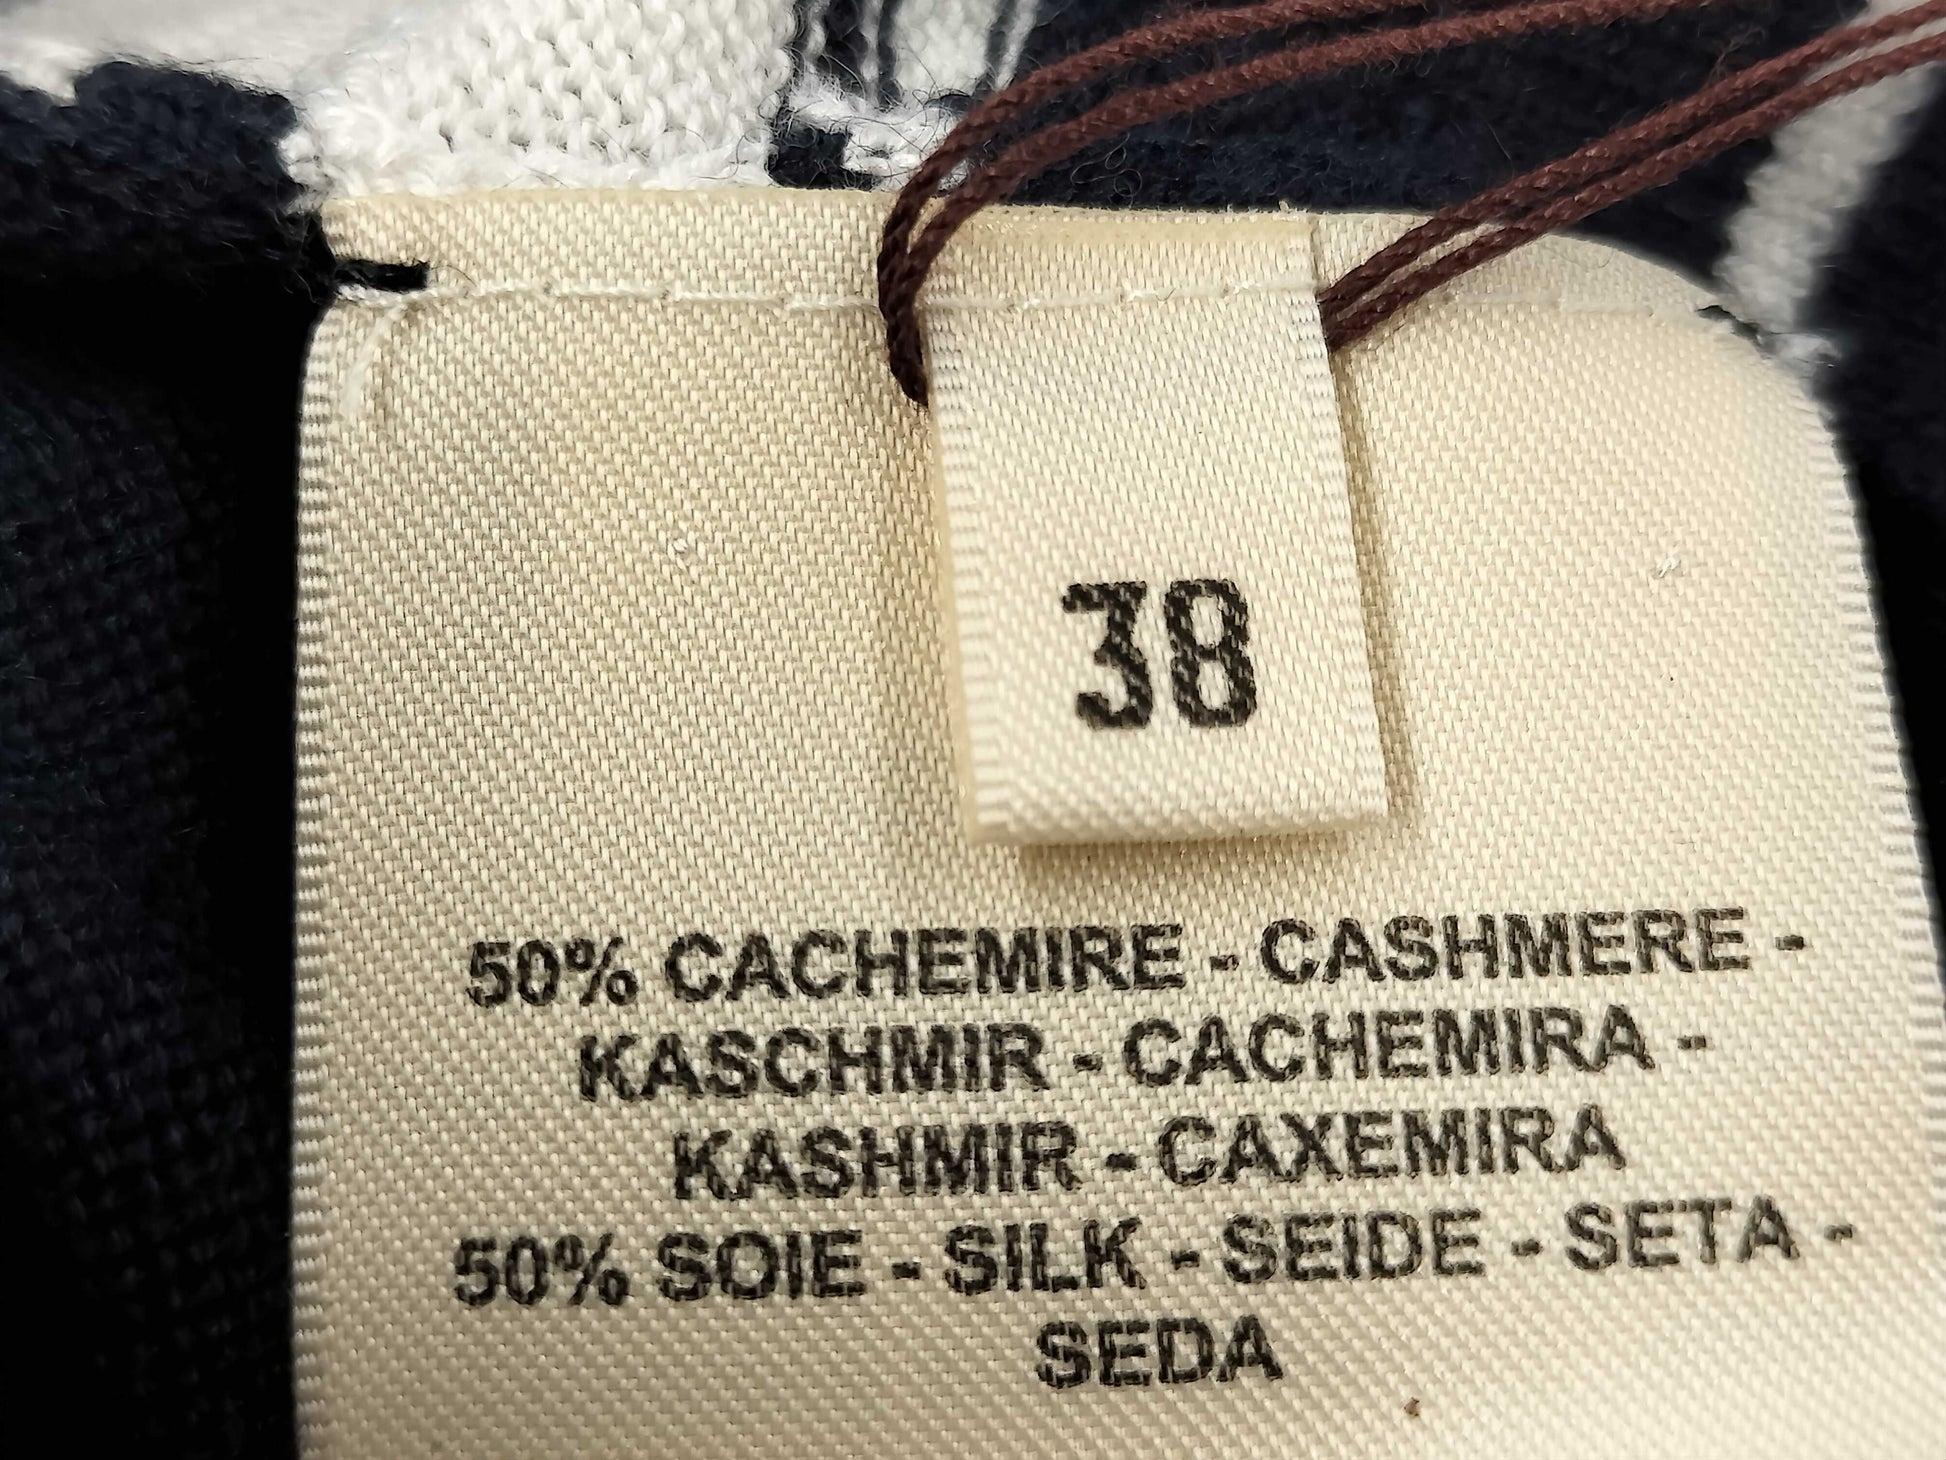 38
50% CACHEMIRE - CASHMERE -
KASCHMIR - CACHEMIRA -
KASHMIR - CAXEMIRA
50% SOIE - SILK - SEIDE - SETA -
SEDA